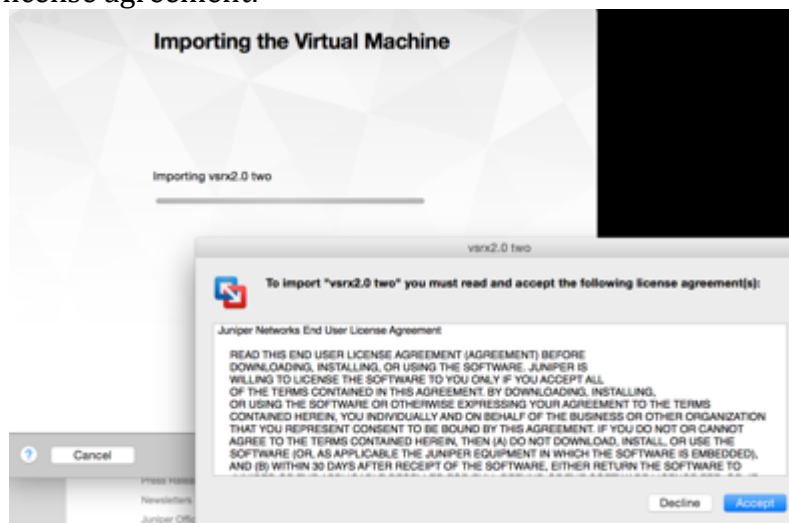 license agreement.
Importing the Virtual Machine
Importing vsrx2.0 two
vsrx2.0 two
To import "vsrx2.0 two" you must read and accept the following license agreement(s):
Juniper Networks End User License Agreement
READ THIS END USER LICENSE AGREEMENT (AGREEMENT) BEFORE
DOWNLOADING, INSTALLING, OR USING THE SOFTWARE. JUNIPER IS
WILLING TO LICENSE THE SOFTWARE TO YOU ONLY IF YOU ACCEPT ALL
OF THE TERMS CONTAINED IN THIS AGREEMENT. BY DOWNLOADING, INSTALLING,
OR USING THE SOFTWARE OR OTHERWISE EXPRESSING YOUR AGREEMENT TO THE TERMS
CONTAINED HEREIN, YOU INDIVIDUALLY AND ON BEHALF OF THE BUSINESS OR OTHER ORGANIZATION
THAT YOU REPRESENT CONSENT TO BE BOUND BY THIS AGREEMENT. IF YOU DO NOT OR CANNOT
AGREE TO THE TERMS CONTAINED HEREIN, THEN (A) DO NOT DOWNLOAD, INSTALL, OR USE THE
SOFTWARE (OR, AS APPLICABLE THE JUNIPER EQUIPMENT IN WHICH THE SOFTWARE IS EMBEDDED),
AND (B) WITHIN 30 DAYS AFTER RECEIPT OF THE SOFTWARE, EITHER RETURN THE SOFTWARE TO
? Cancel
Press Relea
Newsletters
Juniper Offic
Decline Accept